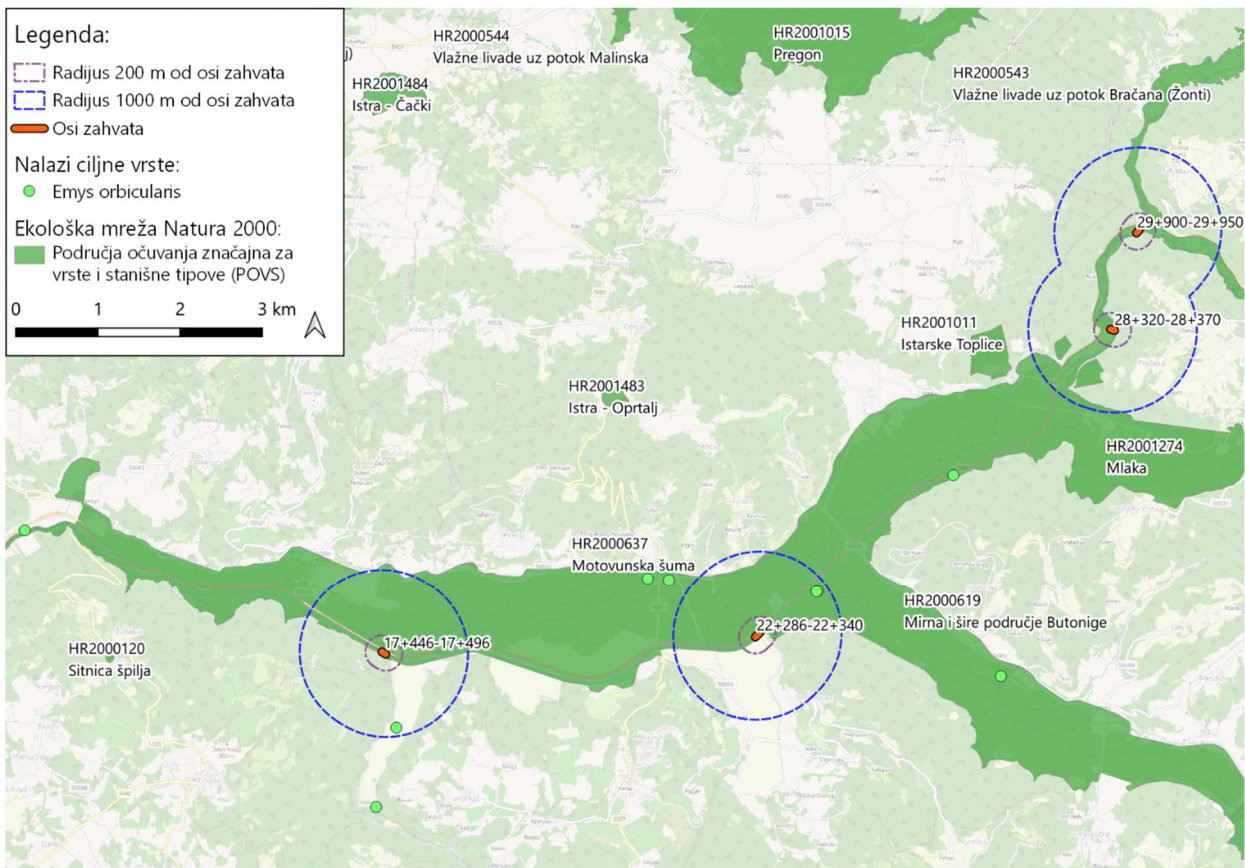 Legenda:
Radijus 200 m od osi zahvata
Radijus 1000 m od osi zahvata
Osi zahvata
Nalazi ciljne vrste:
Emys orbicularis
Ekološka mreža Natura 2000:
Područja očuvanja značajna za
vrste i stanišne tipove (POVS)
0 1 2 3 km
HR2000544
Vlažne livade uz potok Malinska
j)
HR2001484
Istra - Čački
HR2001015
Pregon
HR2000543
Vlažne livade uz potok Bračana (Žonti)
29+900-29+950
28+320-28+370
HR2001011
Istarske Toplice
HR2001483
Istra - Oprtalj
HR2001274
Mlaka
HR2000637
Motovunska šuma
HR2000619
Mirna i šire područje Butonige
22+286-22+340
17+446-17+496
HR2000120
Sitnica špilja